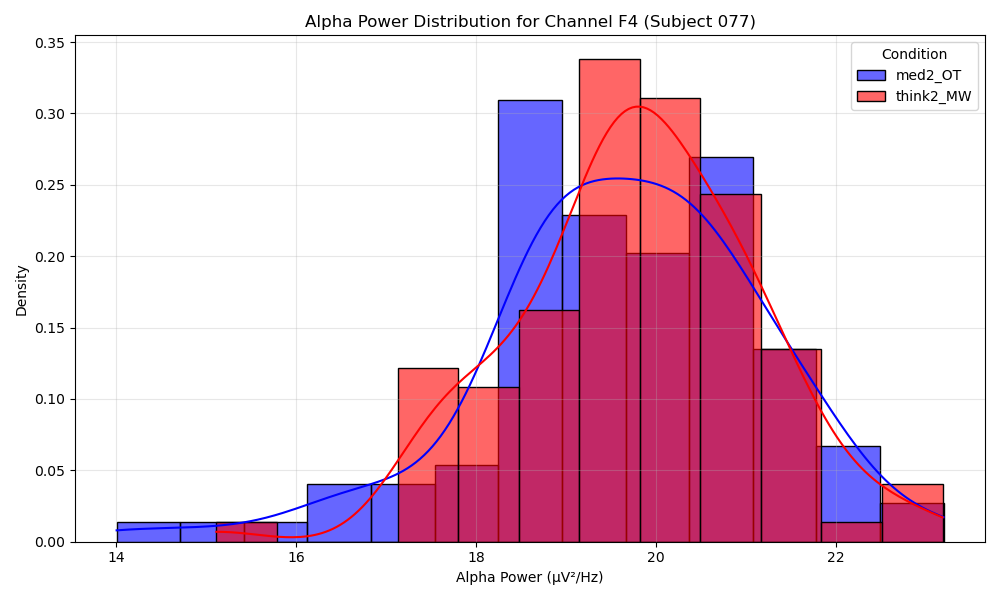 Alpha Power Distribution for Channel F4 (Subject 077)
Condition
med2_OT
think2_MW
Density
0.35
0.30
0.25
0.20
0.15
0.10
0.05
0.00
14 16 18 20 22
Alpha Power (μV²/Hz)